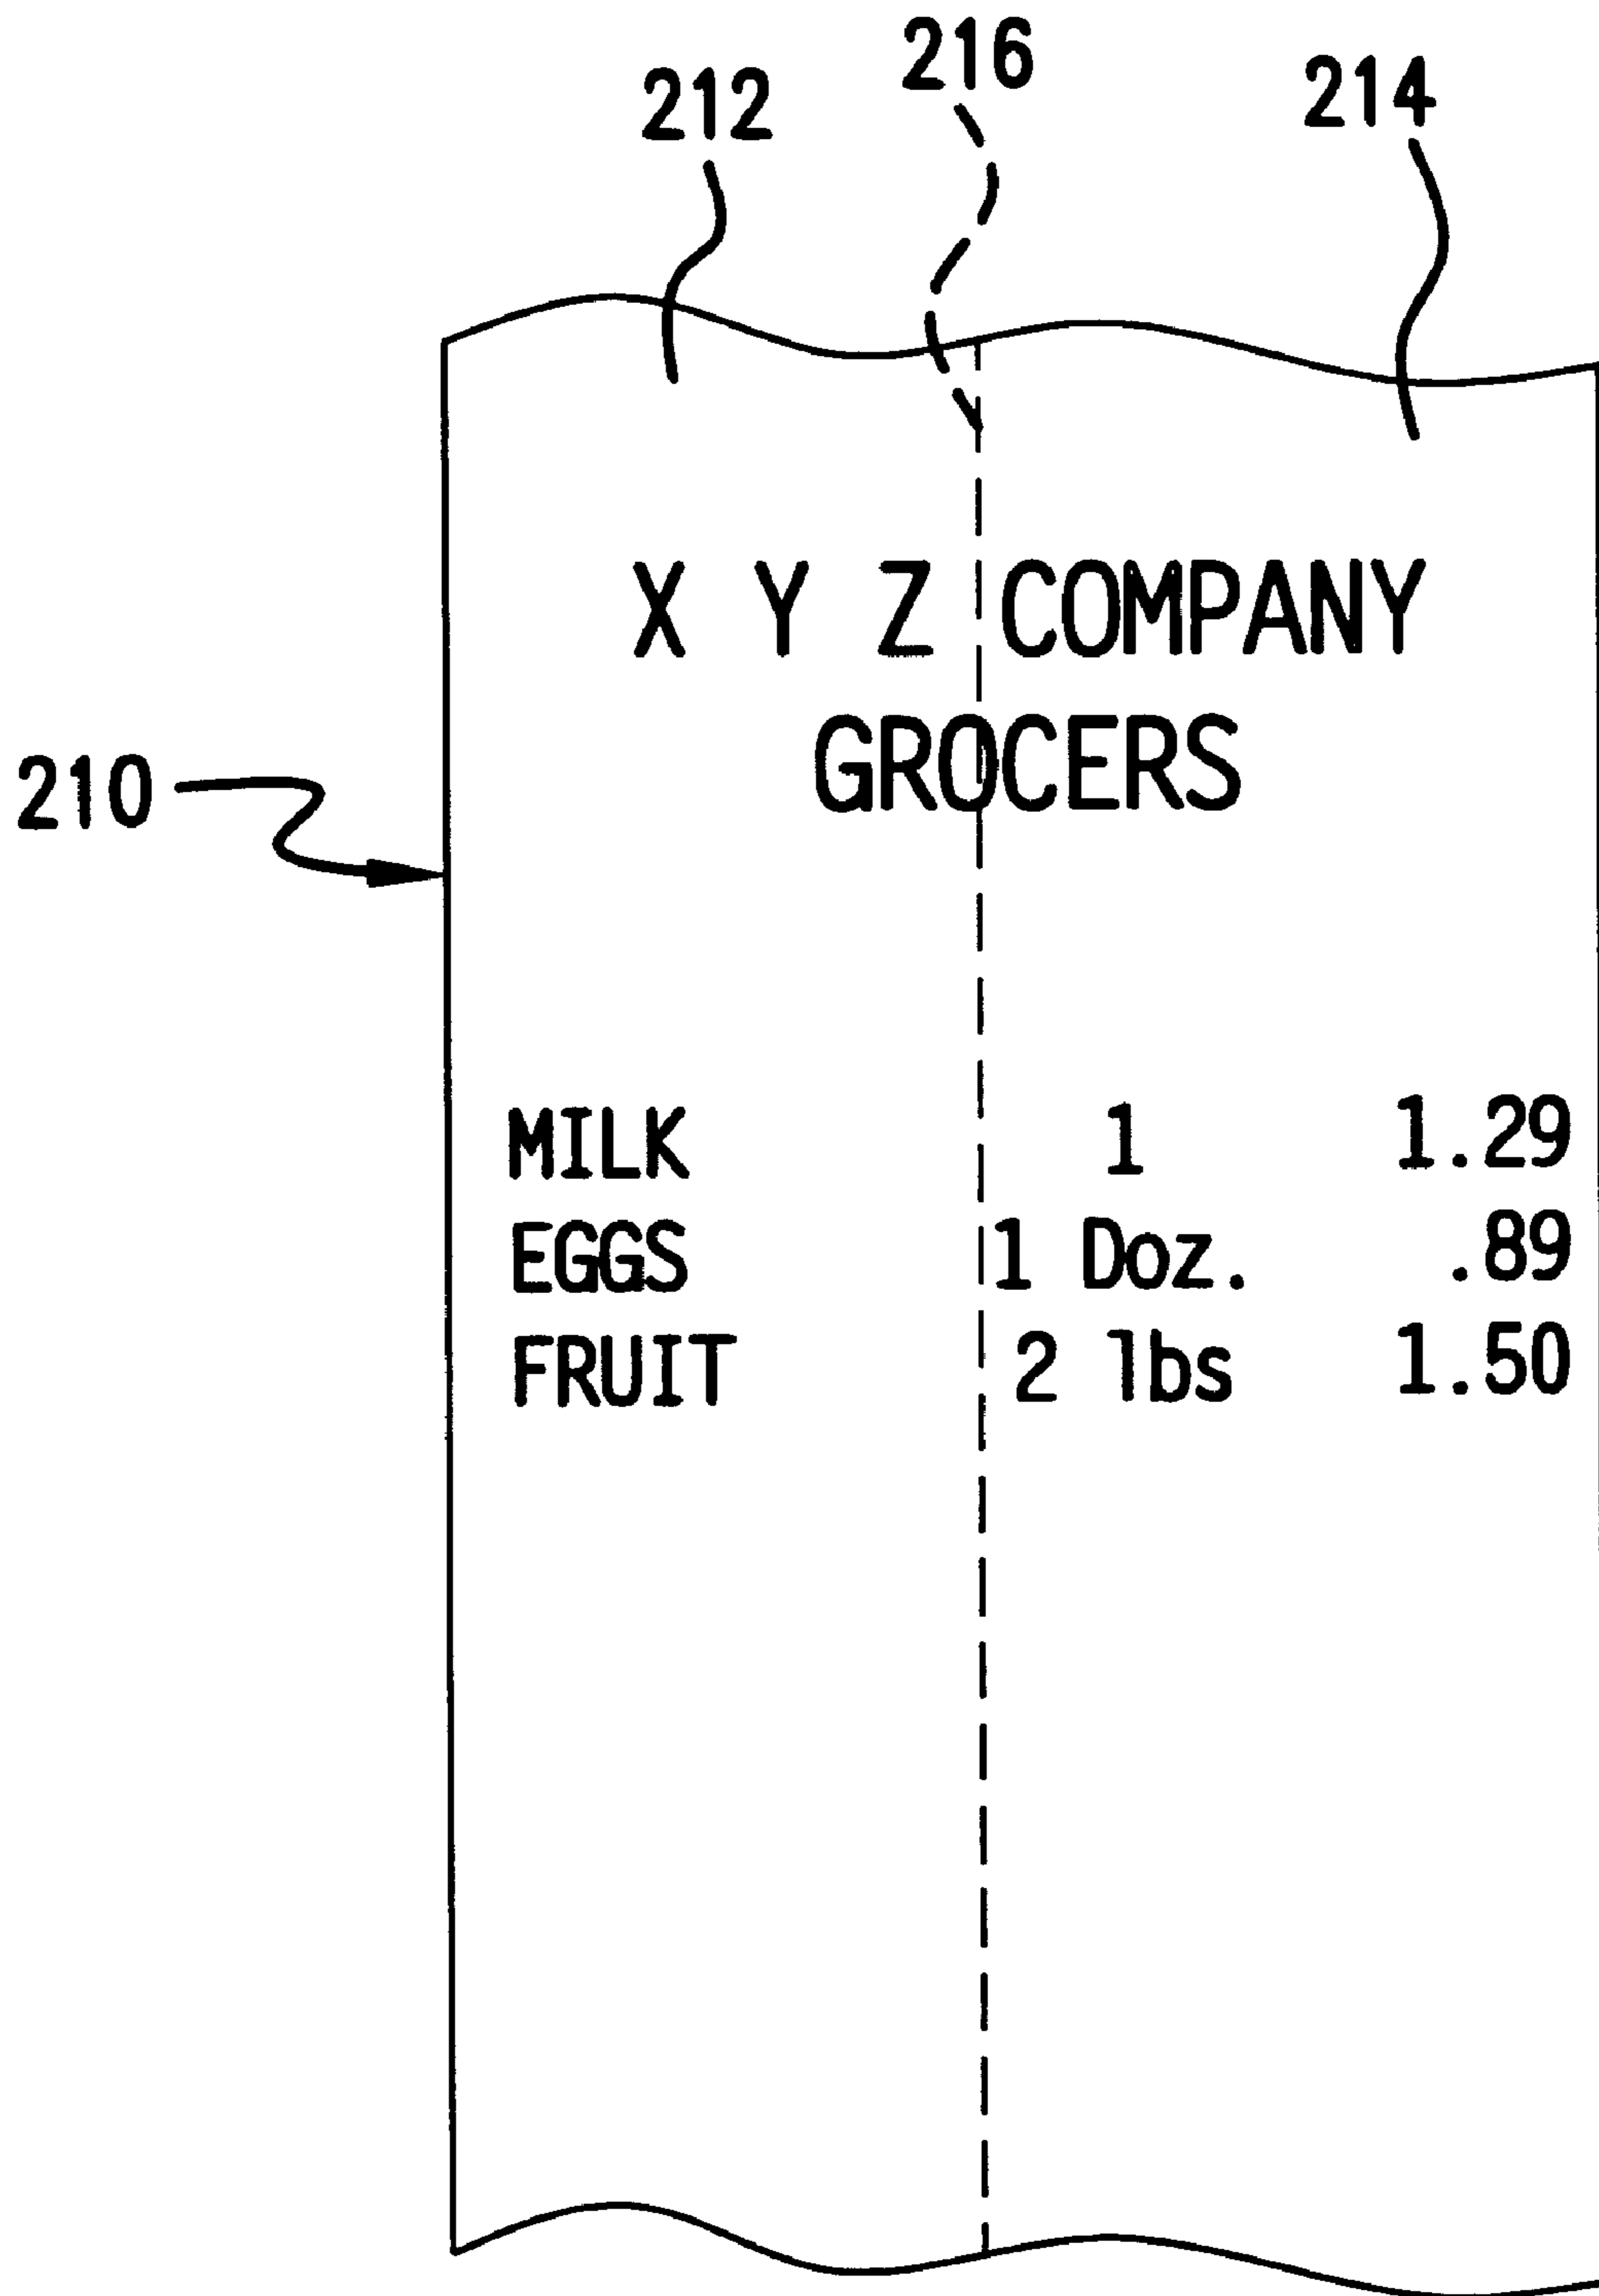 216
212
214
X Y Z COMPANY
GROCERS
210
MILK 1 1.29
EGGS 1 Doz. .89
FRUIT 2 lbs 1.50